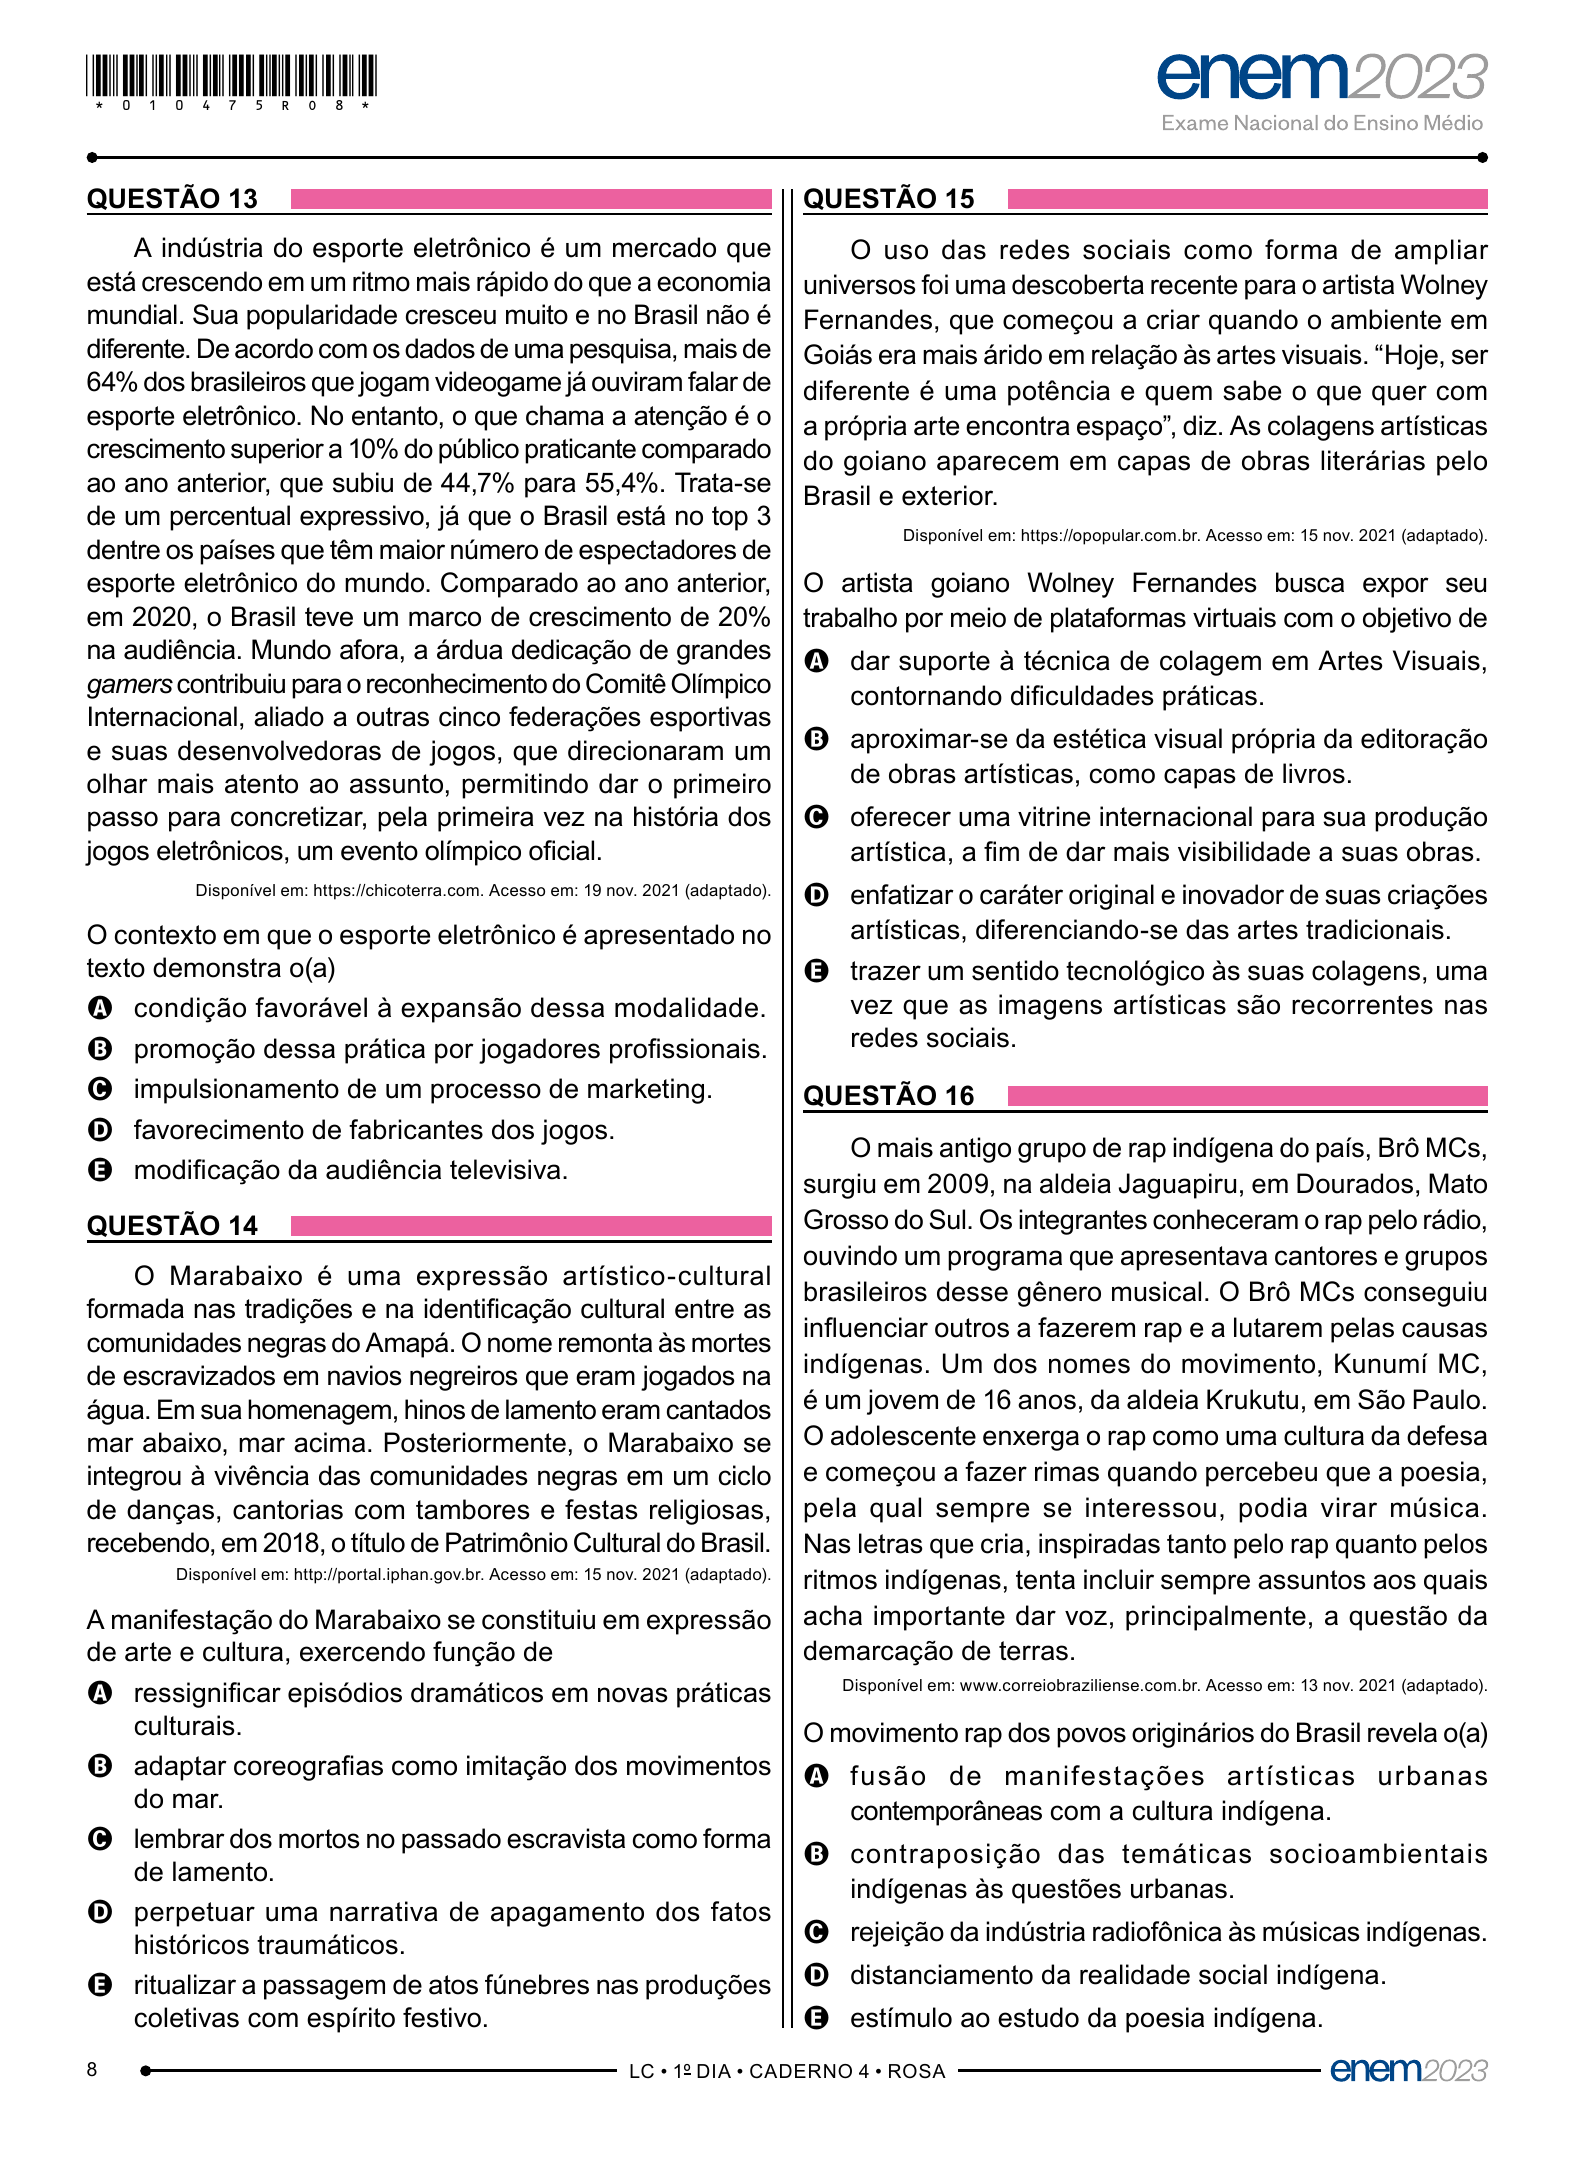 *010475R08*
enem2023
Exame Nacional do Ensino Médio
QUESTÃO 13
A indústria do esporte eletrônico é um mercado que
está crescendo em um ritmo mais rápido do que a economia
mundial. Sua popularidade cresceu muito e no Brasil não é
diferente. De acordo com os dados de uma pesquisa, mais de
64% dos brasileiros que jogam videogame já ouviram falar de
esporte eletrônico. No entanto, o que chama a atenção é o
crescimento superior a 10% do público praticante comparado
ao ano anterior, que subiu de 44,7% para 55,4%. Trata-se
de um percentual expressivo, já que o Brasil está no top 3
dentre os países que têm maior número de espectadores de
esporte eletrônico do mundo. Comparado ao ano anterior,
em 2020, o Brasil teve um marco de crescimento de 20%
na audiência. Mundo afora, a árdua dedicação de grandes
gamers contribuiu para o reconhecimento do Comitê Olímpico
Internacional, aliado a outras cinco federações esportivas
e suas desenvolvedoras de jogos, que direcionaram um
olhar mais atento ao assunto, permitindo dar o primeiro
passo para concretizar, pela primeira vez na história dos
jogos eletrônicos, um evento olímpico oficial.
Disponível em: https://chicoterra.com. Acesso em: 19 nov. 2021 (adaptado).
O contexto em que o esporte eletrônico é apresentado no
texto demonstra o(a)
A condição favorável à expansão dessa modalidade.
B promoção dessa prática por jogadores profissionais.
C impulsionamento de um processo de marketing.
D favorecimento de fabricantes dos jogos.
E modificação da audiência televisiva.
QUESTÃO 14
O Marabaixo é uma expressão artístico-cultural
formada nas tradições e na identificação cultural entre as
comunidades negras do Amapá. O nome remonta às mortes
de escravizados em navios negreiros que eram jogados na
água. Em sua homenagem, hinos de lamento eram cantados
mar abaixo, mar acima. Posteriormente, o Marabaixo se
integrou à vivência das comunidades negras em um ciclo
de danças, cantorias com tambores e festas religiosas,
recebendo, em 2018, o título de Patrimônio Cultural do Brasil.
Disponível em: http://portal.iphan.gov.br. Acesso em: 15 nov. 2021 (adaptado).
A manifestação do Marabaixo se constituiu em expressão
de arte e cultura, exercendo função de
A ressignificar episódios dramáticos em novas práticas
culturais.
B adaptar coreografias como imitação dos movimentos
do mar.
C lembrar dos mortos no passado escravista como forma
de lamento.
D perpetuar uma narrativa de apagamento dos fatos
históricos traumáticos.
E ritualizar a passagem de atos fúnebres nas produções
coletivas com espírito festivo.
QUESTÃO 15
O uso das redes sociais como forma de ampliar
universos foi uma descoberta recente para o artista Wolney
Fernandes, que começou a criar quando o ambiente em
Goiás era mais árido em relação às artes visuais. “Hoje, ser
diferente é uma potência e quem sabe o que quer com
a própria arte encontra espaço”, diz. As colagens artísticas
do goiano aparecem em capas de obras literárias pelo
Brasil e exterior.
Disponível em: https://opopular.com.br. Acesso em: 15 nov. 2021 (adaptado).
O artista goiano Wolney Fernandes busca expor seu
trabalho por meio de plataformas virtuais com o objetivo de
A dar suporte à técnica de colagem em Artes Visuais,
contornando dificuldades práticas.
B aproximar-se da estética visual própria da editoração
de obras artísticas, como capas de livros.
C oferecer uma vitrine internacional para sua produção
artística, a fim de dar mais visibilidade a suas obras.
D enfatizar o caráter original e inovador de suas criações
artísticas, diferenciando-se das artes tradicionais.
E trazer um sentido tecnológico às suas colagens, uma
vez que as imagens artísticas são recorrentes nas
redes sociais.
QUESTÃO 16
O mais antigo grupo de rap indígena do país, Brô MCs,
surgiu em 2009, na aldeia Jaguapiru, em Dourados, Mato
Grosso do Sul. Os integrantes conheceram o rap pelo rádio,
ouvindo um programa que apresentava cantores e grupos
brasileiros desse gênero musical. O Brô MCs conseguiu
influenciar outros a fazerem rap e a lutarem pelas causas
indígenas. Um dos nomes do movimento, Kunumí MC,
é um jovem de 16 anos, da aldeia Krukutu, em São Paulo.
O adolescente enxerga o rap como uma cultura da defesa
e começou a fazer rimas quando percebeu que a poesia,
pela qual sempre se interessou, podia virar música.
Nas letras que cria, inspiradas tanto pelo rap quanto pelos
ritmos indígenas, tenta incluir sempre assuntos aos quais
acha importante dar voz, principalmente, a questão da
demarcação de terras.
Disponível em: www.correiobraziliense.com.br. Acesso em: 13 nov. 2021 (adaptado).
O movimento rap dos povos originários do Brasil revela o(a)
A fusão de manifestações artísticas urbanas
contemporâneas com a cultura indígena.
B contraposição das temáticas socioambientais
indígenas às questões urbanas.
C rejeição da indústria radiofônica às músicas indígenas.
D distanciamento da realidade social indígena.
E estímulo ao estudo da poesia indígena.
8
LC • 1º DIA • CADERNO 4 • ROSA
enem2023